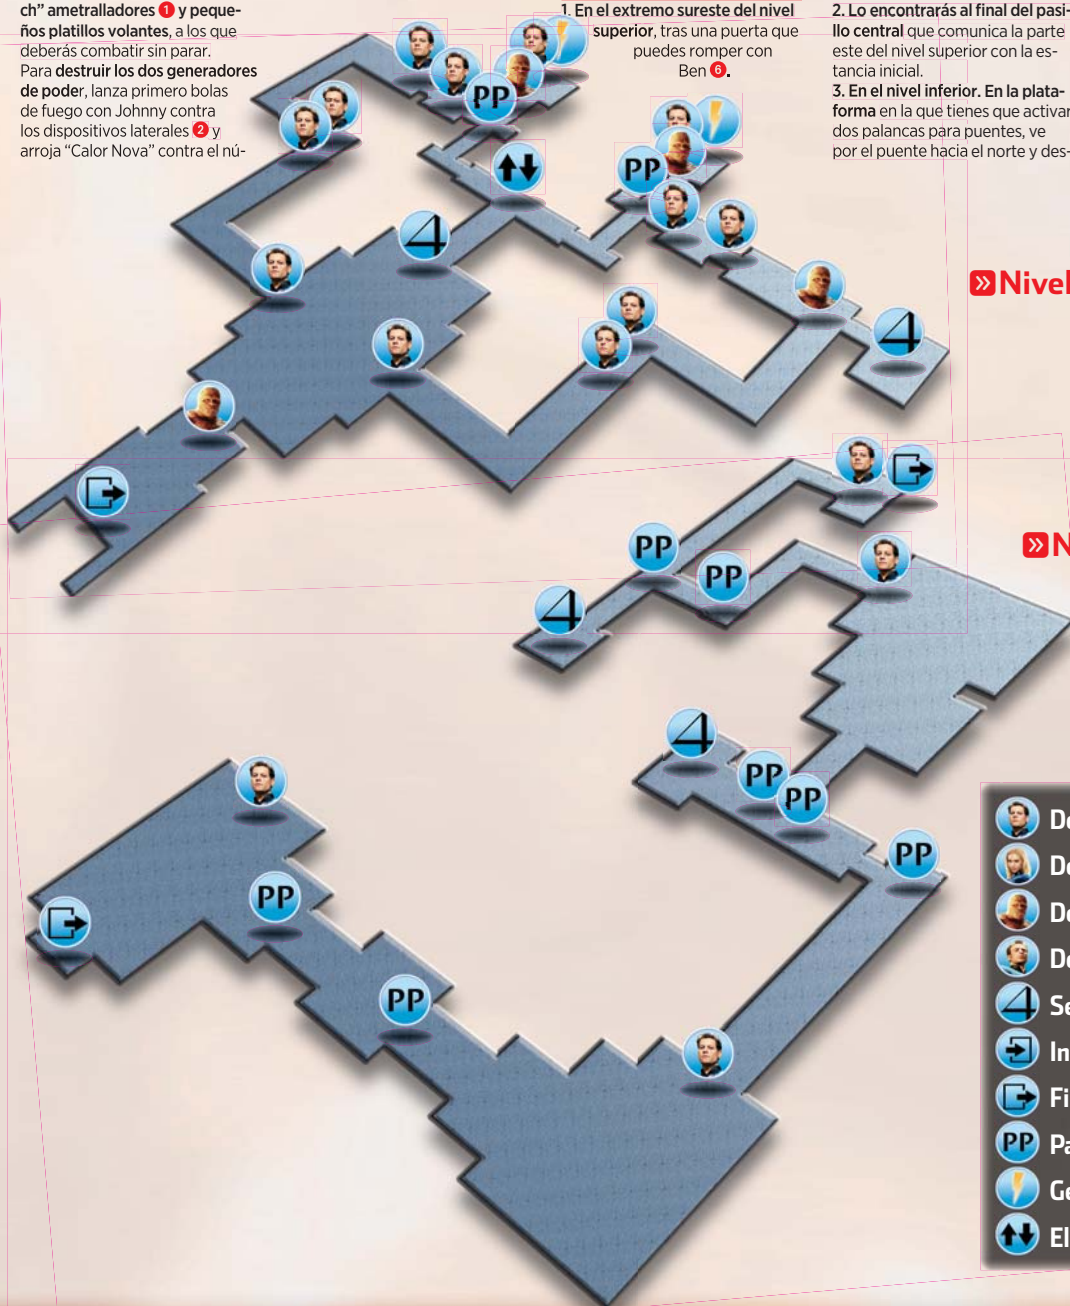 ch” ametralladores 1 y peque-
ños platillos volantes, a los que
deberás combatir sin parar.
Para destruir los dos generadores
de poder, lanza primero bolas
de fuego con Johnny contra
los dispositivos laterales 2 y
arroja “Calor Nova” contra el nú-
1. En el extremo sureste del nivel
superior, tras una puerta que
puedes romper con
Ben 6.
2. Lo encontrarás al final del pasi-
llo central que comunica la parte
este del nivel superior con la es-
tancia inicial.
3. En el nivel inferior. En la plata-
forma en la que tienes que activar
dos palancas para puentes, ve
por el puente hacia el norte y des-
PP
PP
4
4
»Nivel
PP
PP
4
»N
4
PP
PP
PP
PP
PP
De
De
De
De
4 Se
In
Fi
PP Pa
Ge
El